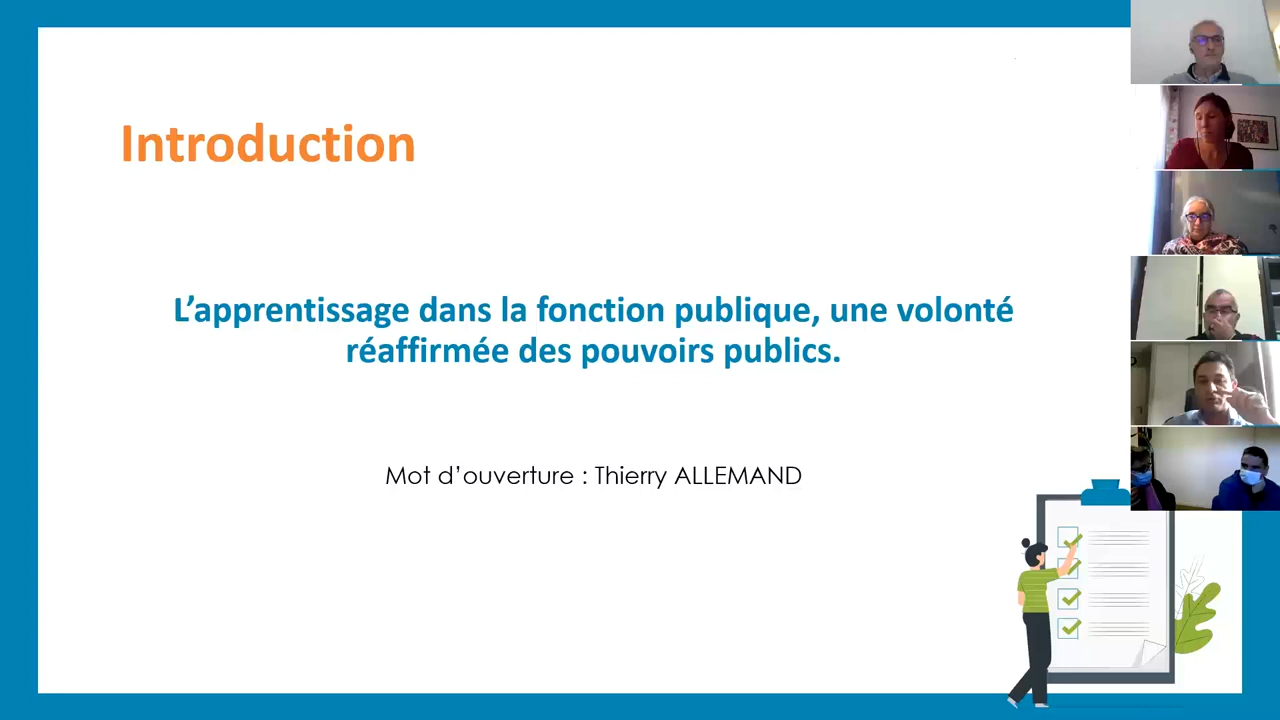 Introduction
L’apprentissage dans la fonction publique, une volonté
réaffirmée des pouvoirs publics.
Mot d’ouverture : Thierry ALLEMAND